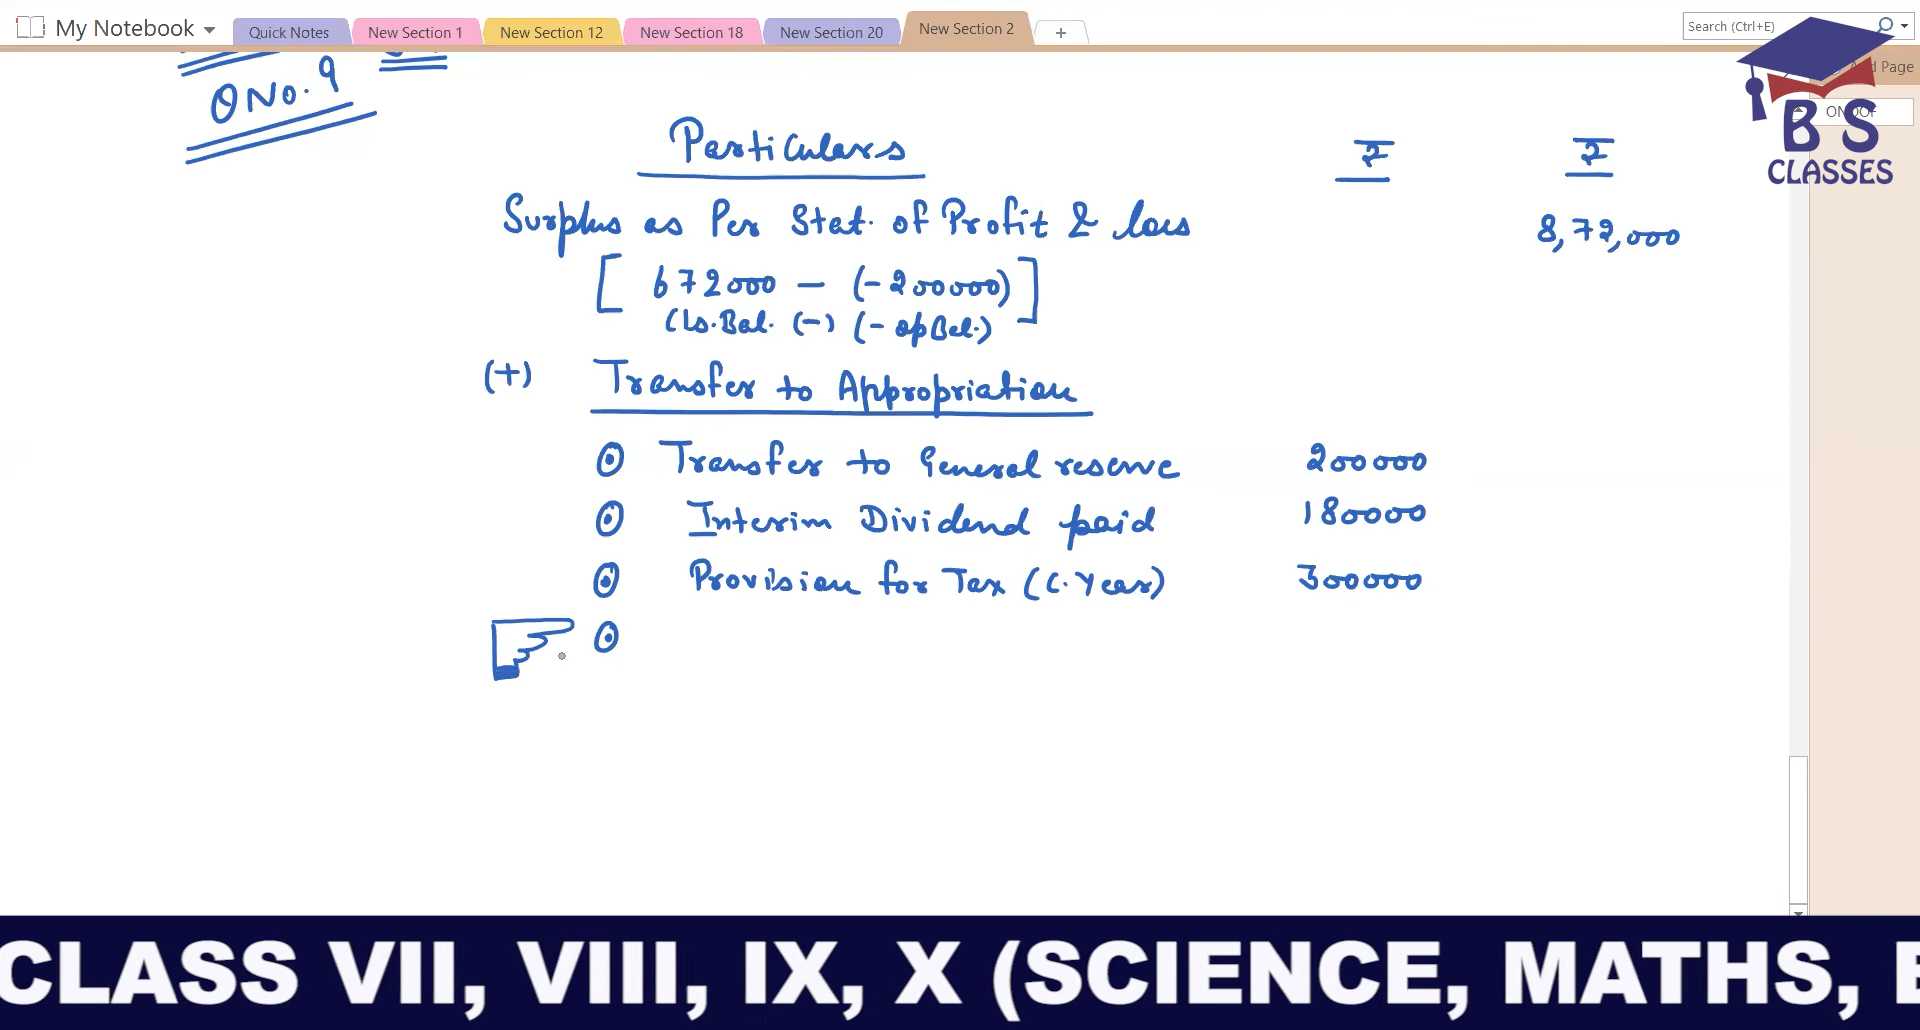 My Notebook
Quick Notes
New Section 1
New Section 12
New Section 18
New Section 20
New Section 2
+
Search (Ctrl+E)
d Page
B S
CLASSES
QNo. 9
Particulars ₹ ₹
Surplus as Per Stat. of Profit & loss 8,72,000
[ 672000 – (-200000) ]
(Cls.Bal. (-) (- op Bal.)
(+) Transfer to Appropriation
Transfer to General reserve 200000
Interim Dividend paid 180000
Provision for Tax (C.Year) 300000
CLASS VII, VIII, IX, X (SCIENCE, MATHS, E